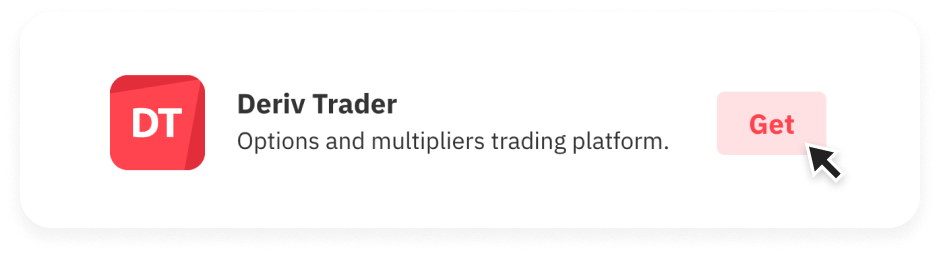 DT
Deriv Trader
Options and multipliers trading platform.
Get